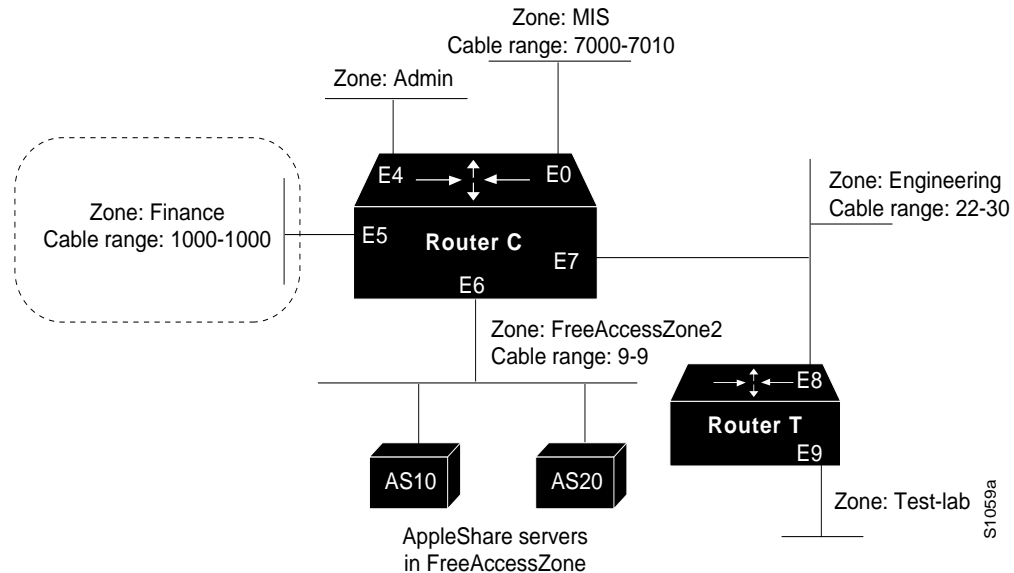 Zone: MIS
Cable range: 7000-7010
Zone: Admin
E4
E0
Zone: Engineering
Cable range: 22-30
Zone: Finance
Cable range: 1000-1000
E5
Router C
E7
E6
Zone: FreeAccessZone2
Cable range: 9-9
E8
Router T
E9
AS10
AS20
Zone: Test-lab
AppleShare servers
in FreeAccessZone
S1059a